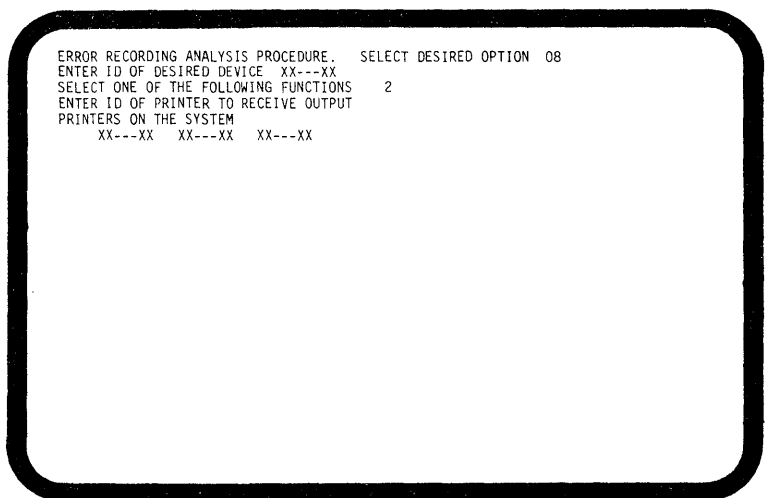 ERROR RECORDING ANALYSIS PROCEDURE.   SELECT DESIRED OPTION  08
ENTER ID OF DESIRED DEVICE  XX---XX
SELECT ONE OF THE FOLLOWING FUNCTIONS    2
ENTER ID OF PRINTER TO RECEIVE OUTPUT
PRINTERS ON THE SYSTEM
XX---XX   XX---XX   XX---XX